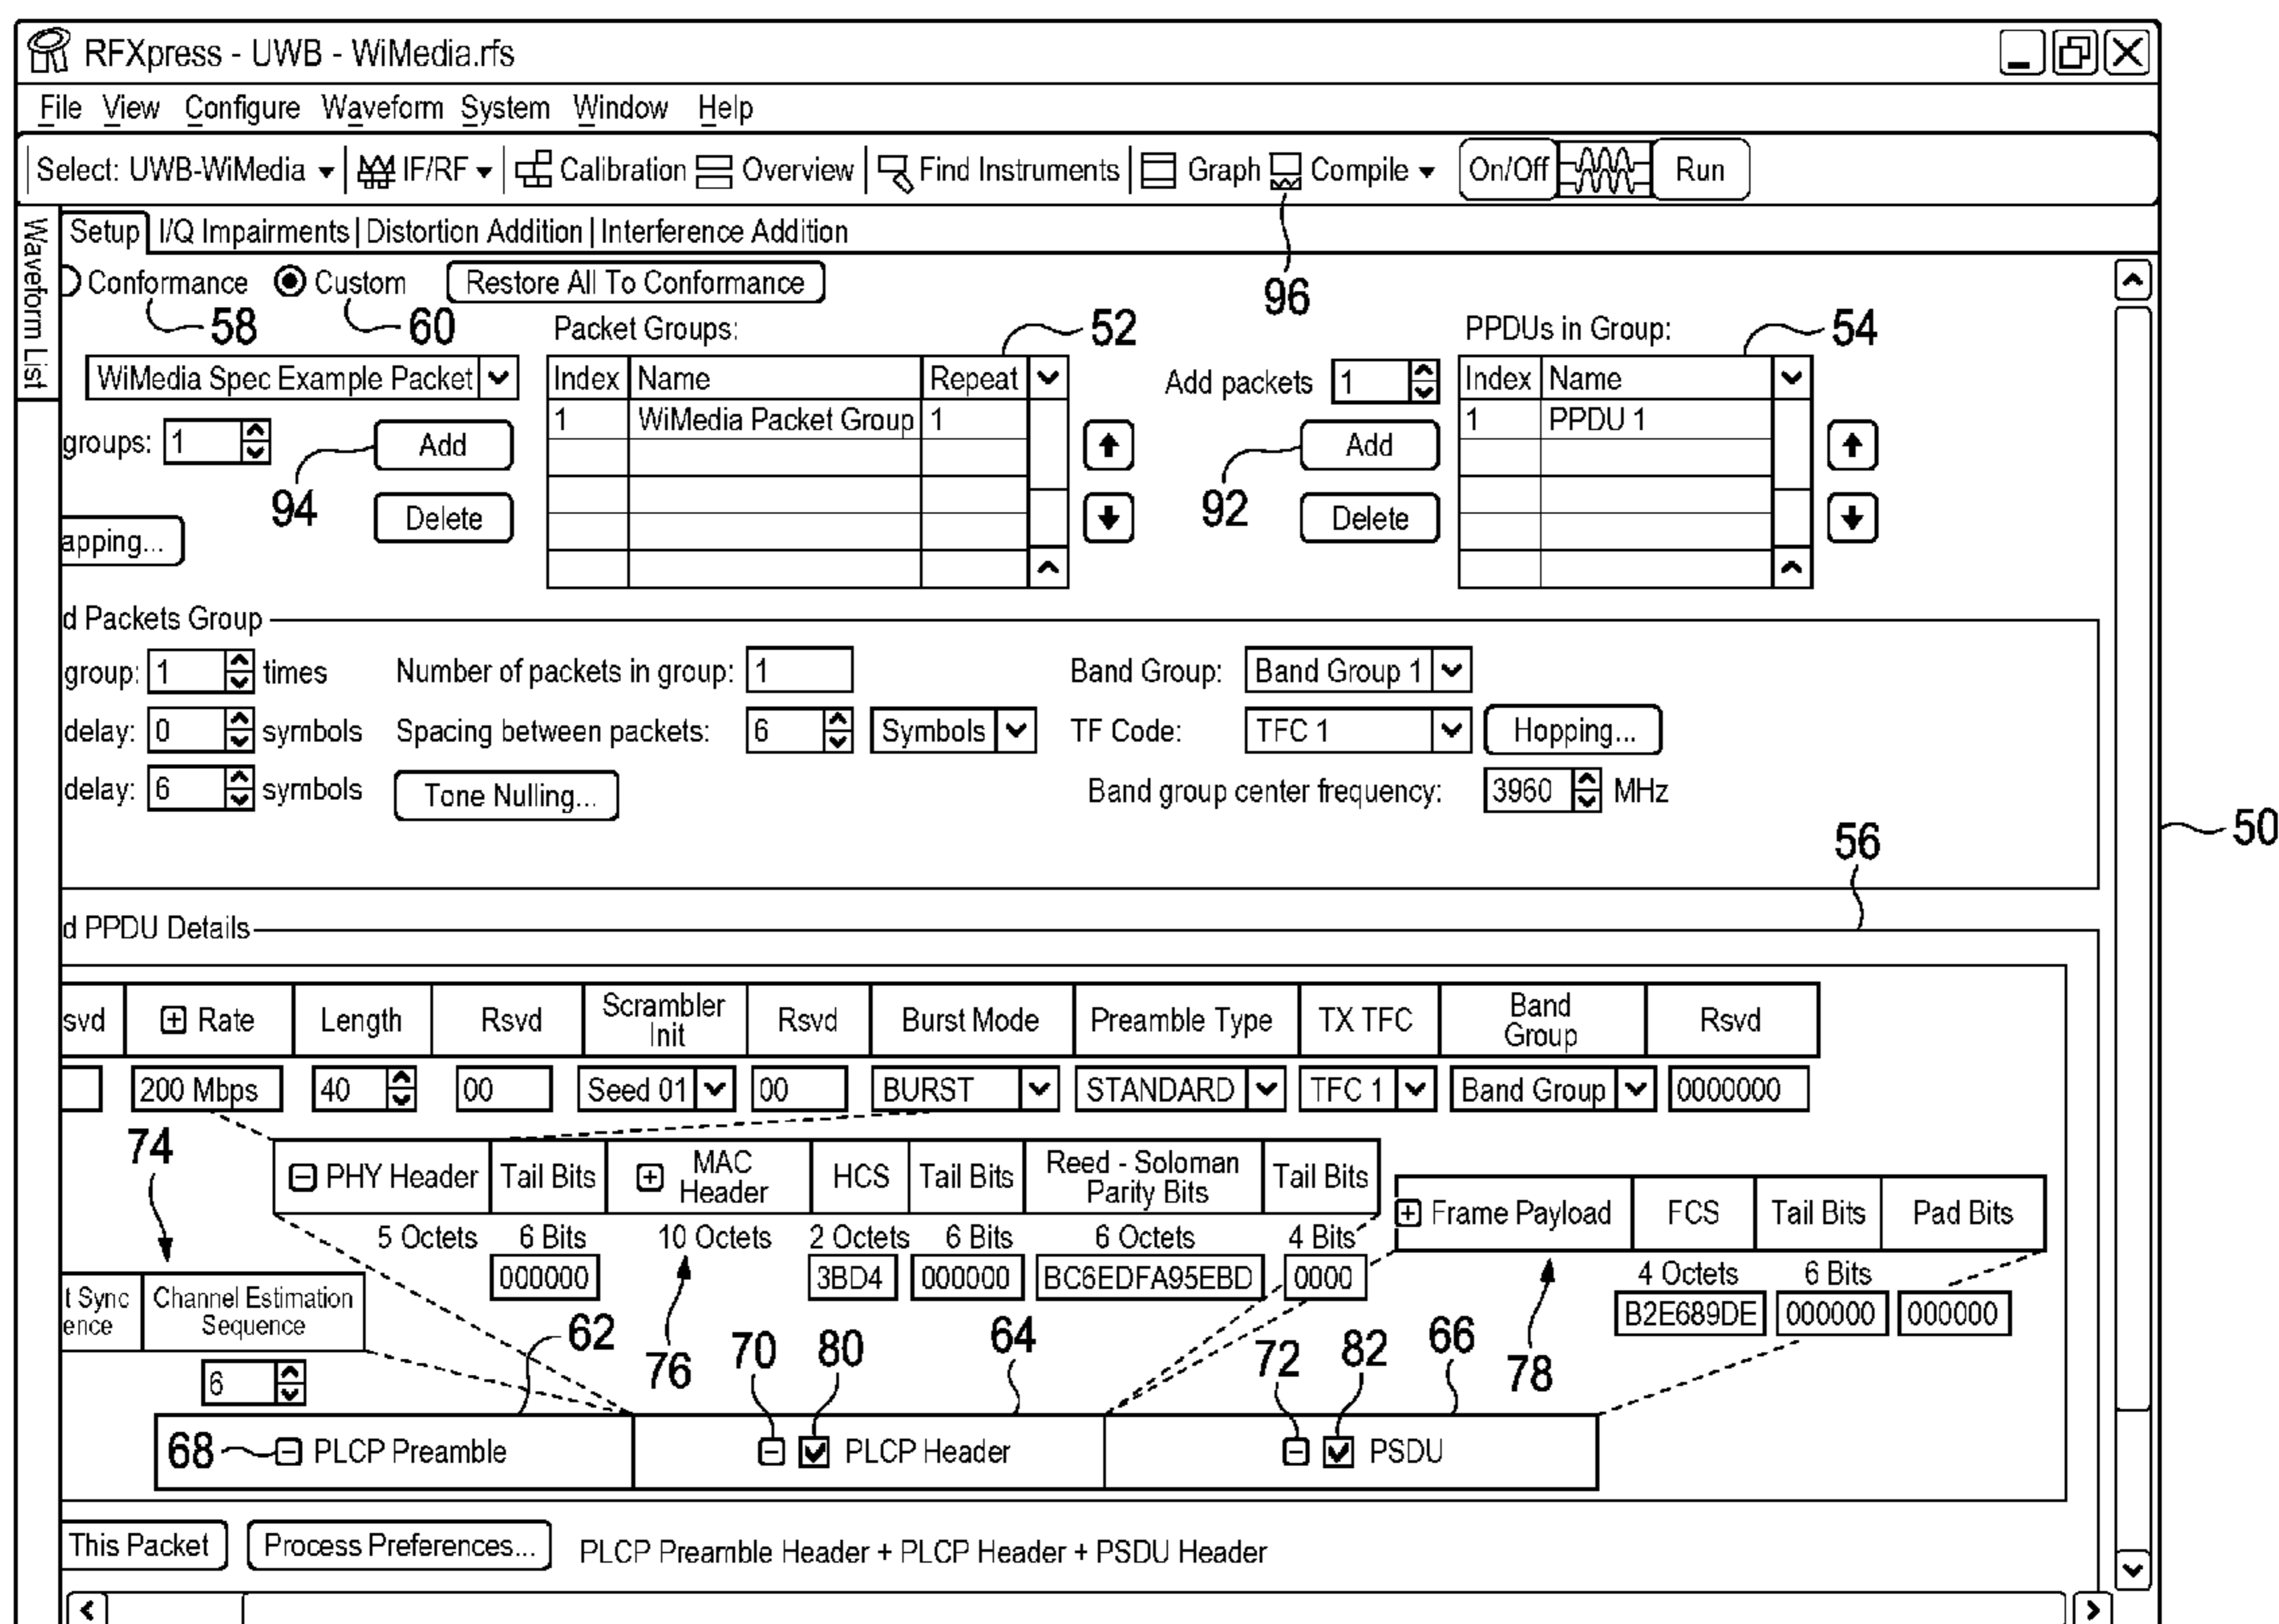 RFXpress - UWB - WiMedia.rfs
File View Configure Waveform System Window Help
Select: UWB-WiMedia IF/RF Calibration Overview Find Instruments Graph Compile On/Off Run
Waveform List
Setup I/Q Impairments Distortion Addition Interference Addition
96
Conformance Custom Restore All To Conformance
58 60 Packet Groups: 52 PPDUs in Group: 54
WiMedia Spec Example Packet Index Name Repeat Add packets 1 Index Name
1 WiMedia Packet Group 1 1 PPDU 1
groups: 1 Add Add
94 Delete 92 Delete
apping...
d Packets Group
group: 1 times Number of packets in group: 1 Band Group: Band Group 1
delay: 0 symbols Spacing between packets: 6 Symbols TF Code: TFC 1 Hopping...
delay: 6 symbols Tone Nulling... Band group center frequency: 3960 MHz
50
56
d PPDU Details
svd Rate Length Rsvd Scrambler Init Rsvd Burst Mode Preamble Type TX TFC Band Group Rsvd
200 Mbps 40 00 Seed 01 00 BURST STANDARD TFC 1 Band Group 0000000
74
PHY Header Tail Bits MAC Header HCS Tail Bits Reed - Soloman Parity Bits Tail Bits
Frame Payload FCS Tail Bits Pad Bits
5 Octets 6 Bits 10 Octets 2 Octets 6 Bits 6 Octets 4 Bits
000000 3BD4 000000 BC6EDFA95EBD 0000
4 Octets 6 Bits
B2E689DE 000000 000000
t Sync
ence
Channel Estimation
Sequence
6
62 76 70 80 64 72 82 66 78
68 PLCP Preamble PLCP Header PSDU
This Packet Process Preferences... PLCP Preamble Header + PLCP Header + PSDU Header